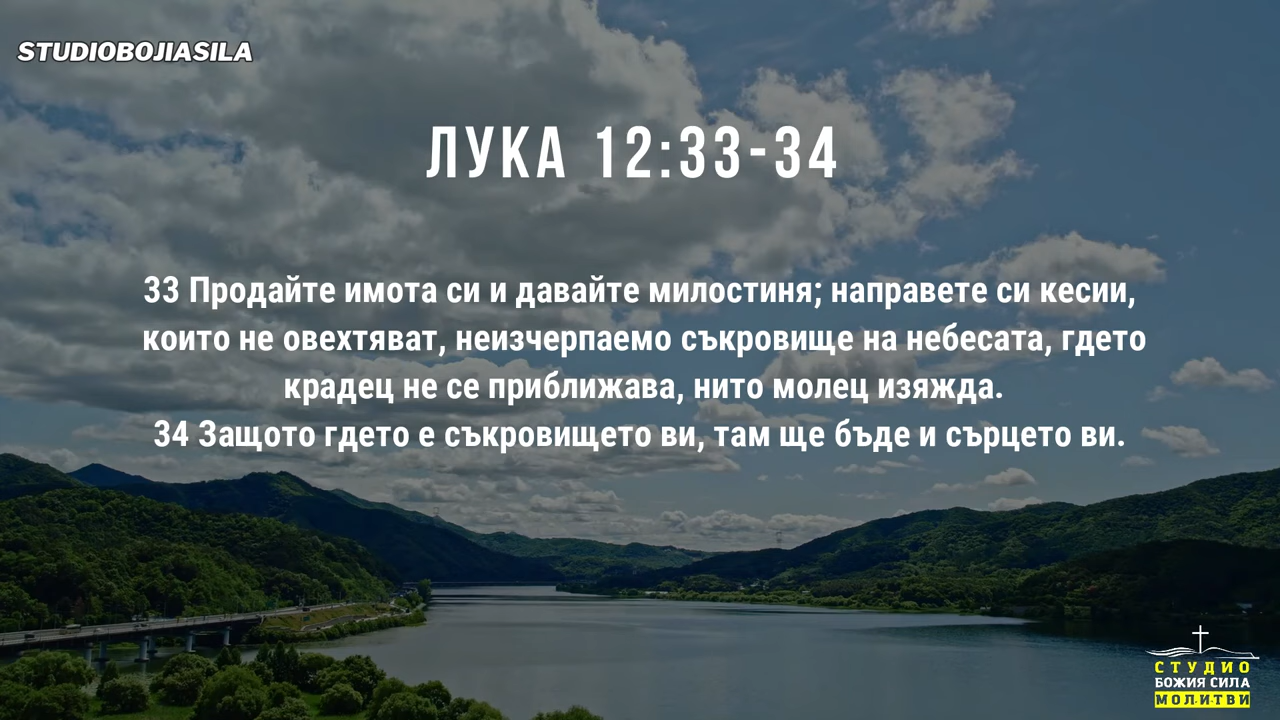 STUDIOBOJIASILA
ЛУКА 12:33-34
33 Продайте имота си и давайте милостиня; направете си кесии,
които не овехтяват, неизчерпаемо съкровище на небесата, гдето
крадец не се приближава, нито молец изяжда.
34 Защото гдето е съкровището ви, там ще бъде и сърцето ви.
СТУДИО
БОЖИЯ СИЛА
МОЛИТВИ